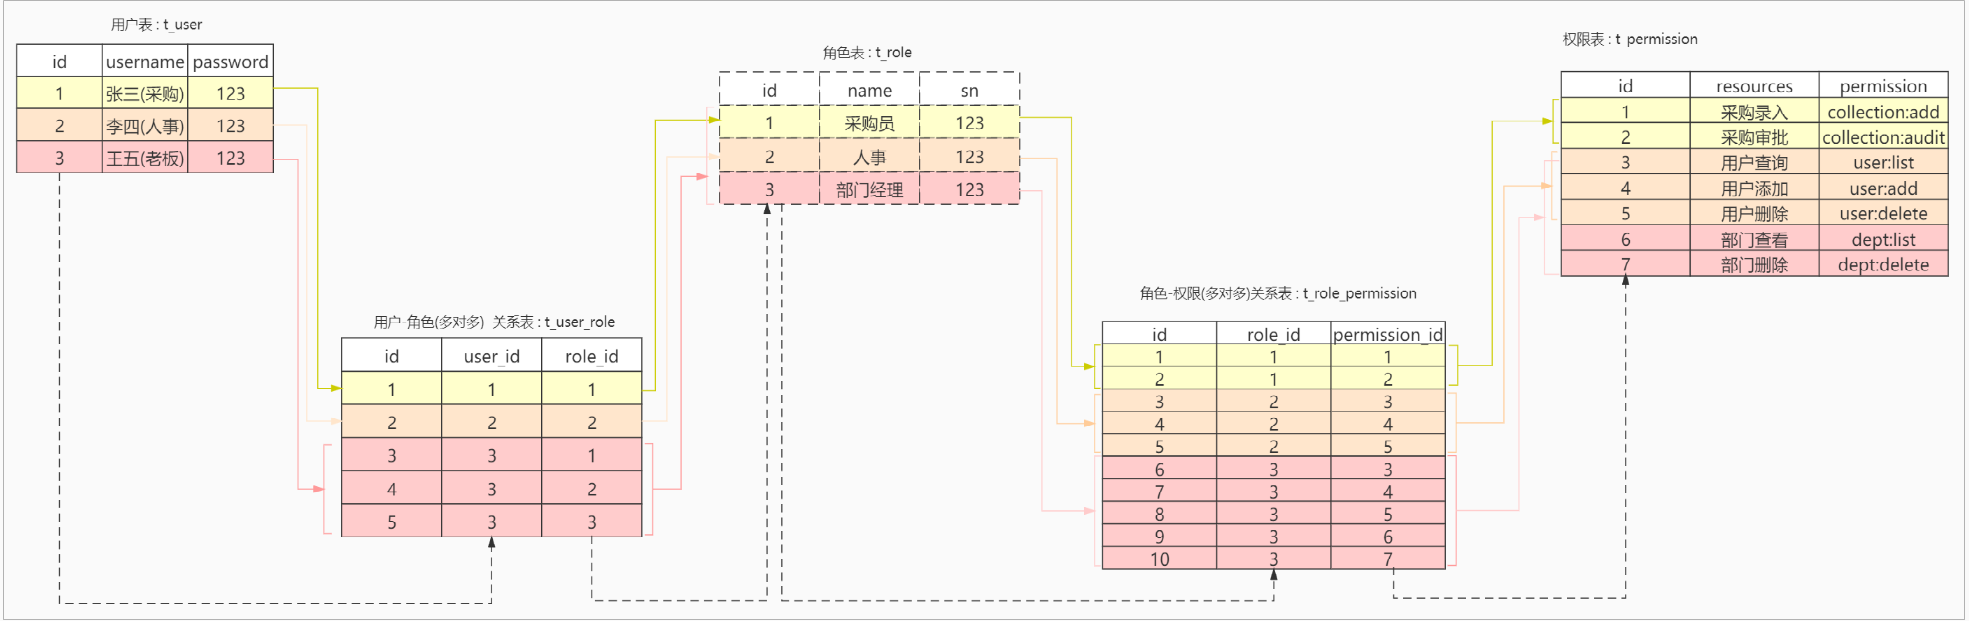 用户表 : t_user
id username password
1 张三(采购) 123
2 李四(人事) 123
3 王五(老板) 123
角色表 : t_role
id name sn
1 采购员 123
2 人事 123
3 部门经理 123
权限表 : t permission
id resources permission
1 采购录入 collection:add
2 采购审批 collection:audit
3 用户查询 user:list
4 用户添加 user:add
5 用户删除 user:delete
6 部门查看 dept:list
7 部门删除 dept:delete
用户-角色(多对多) 关系表 : t_user_role
id user_id role_id
1 1 1
2 2 2
3 3 1
4 3 2
5 3 3
角色-权限(多对多)关系表 : t_role_permission
id role_id permission_id
1 1 1
2 1 2
3 2 3
4 2 4
5 2 5
6 3 3
7 3 4
8 3 5
9 3 6
10 3 7